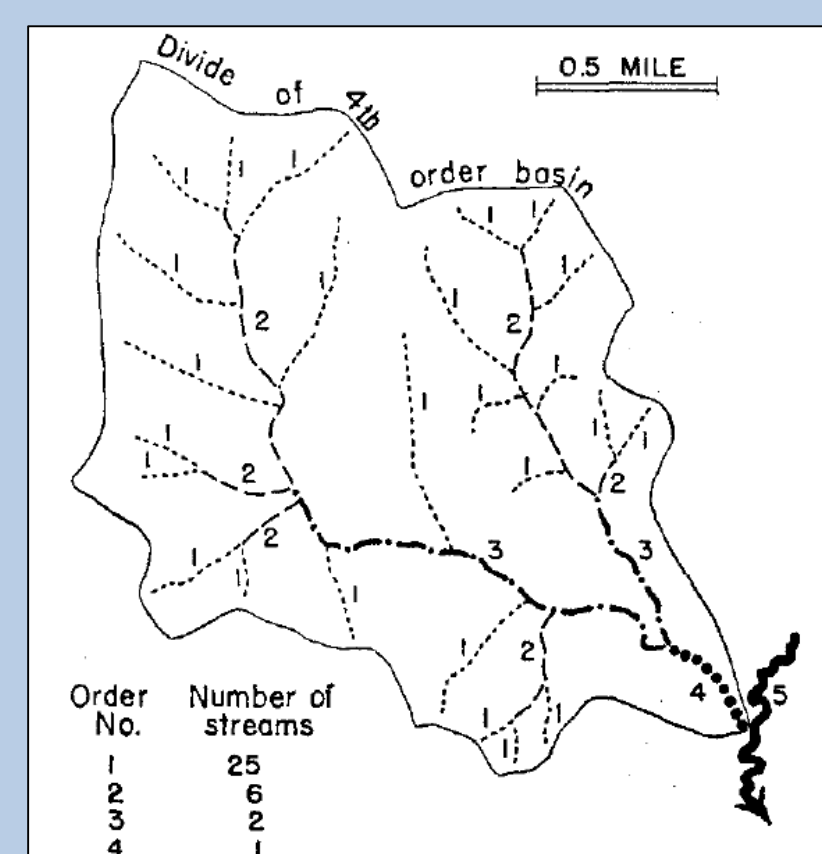 Divide of 4th order basin
0.5 MILE
1 1 1
1 1
1 1 1 1
2 2
1 1
1 1
1 1
1 1 1
2 2
2 3 3
1 1 1
1 2
4 5
1 1
1
Order Number of
No. streams
1 25
2 6
3 2
4 1